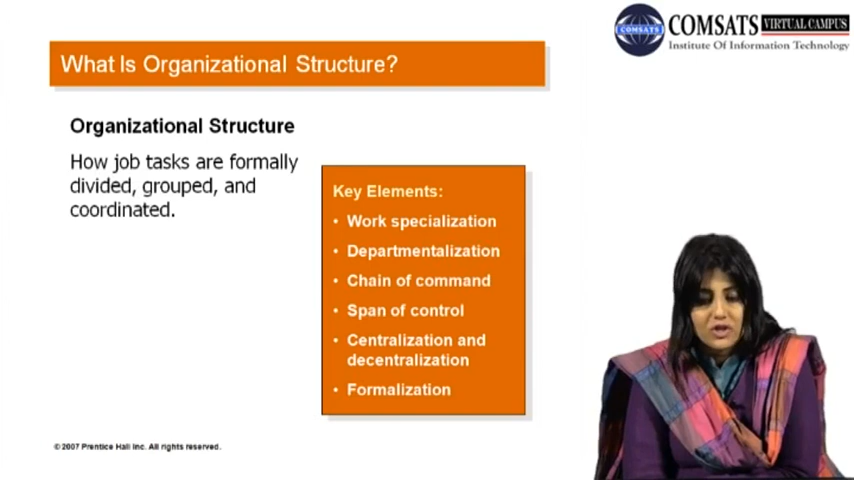 COMSATS VIRTUAL CAMPUS
COMSATS
Institute Of Information Technology
What Is Organizational Structure?
Organizational Structure
How job tasks are formally
divided, grouped, and
coordinated.
Key Elements:
• Work specialization
• Departmentalization
• Chain of command
• Span of control
• Centralization and
decentralization
• Formalization
© 2007 Prentice Hall Inc. All rights reserved.